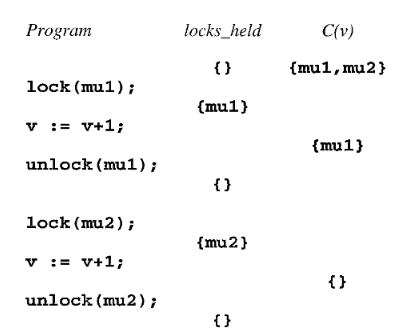 Program locks_held C(v)
{} {mu1,mu2}
lock(mu1);
{mu1}
v := v+1;
{mu1}
unlock(mu1);
{}
lock(mu2);
{mu2}
v := v+1;
{}
unlock(mu2);
{}